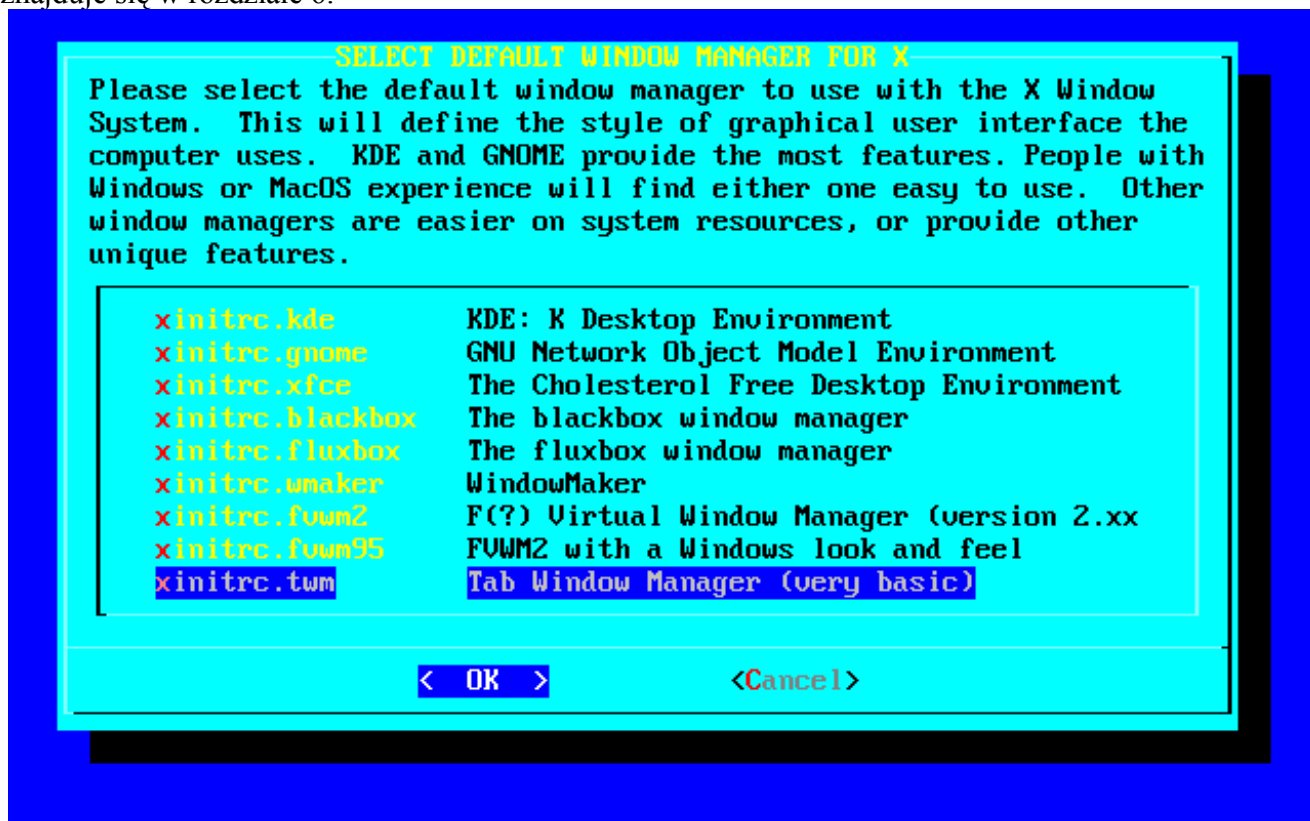 znajduje się w rozdziale 6.
SELECT DEFAULT WINDOW MANAGER FOR X
Please select the default window manager to use with the X Window
System.  This will define the style of graphical user interface the
computer uses.  KDE and GNOME provide the most features. People with
Windows or MacOS experience will find either one easy to use.  Other
window managers are easier on system resources, or provide other
unique features.
xinitrc.kde KDE: K Desktop Environment
xinitrc.gnome GNU Network Object Model Environment
xinitrc.xfce The Cholesterol Free Desktop Environment
xinitrc.blackbox The blackbox window manager
xinitrc.fluxbox The fluxbox window manager
xinitrc.wmaker WindowMaker
xinitrc.fvwm2 F(?) Virtual Window Manager (version 2.xx
xinitrc.fvwm95 FVWM2 with a Windows look and feel
xinitrc.twm Tab Window Manager (very basic)
< OK > <Cancel>